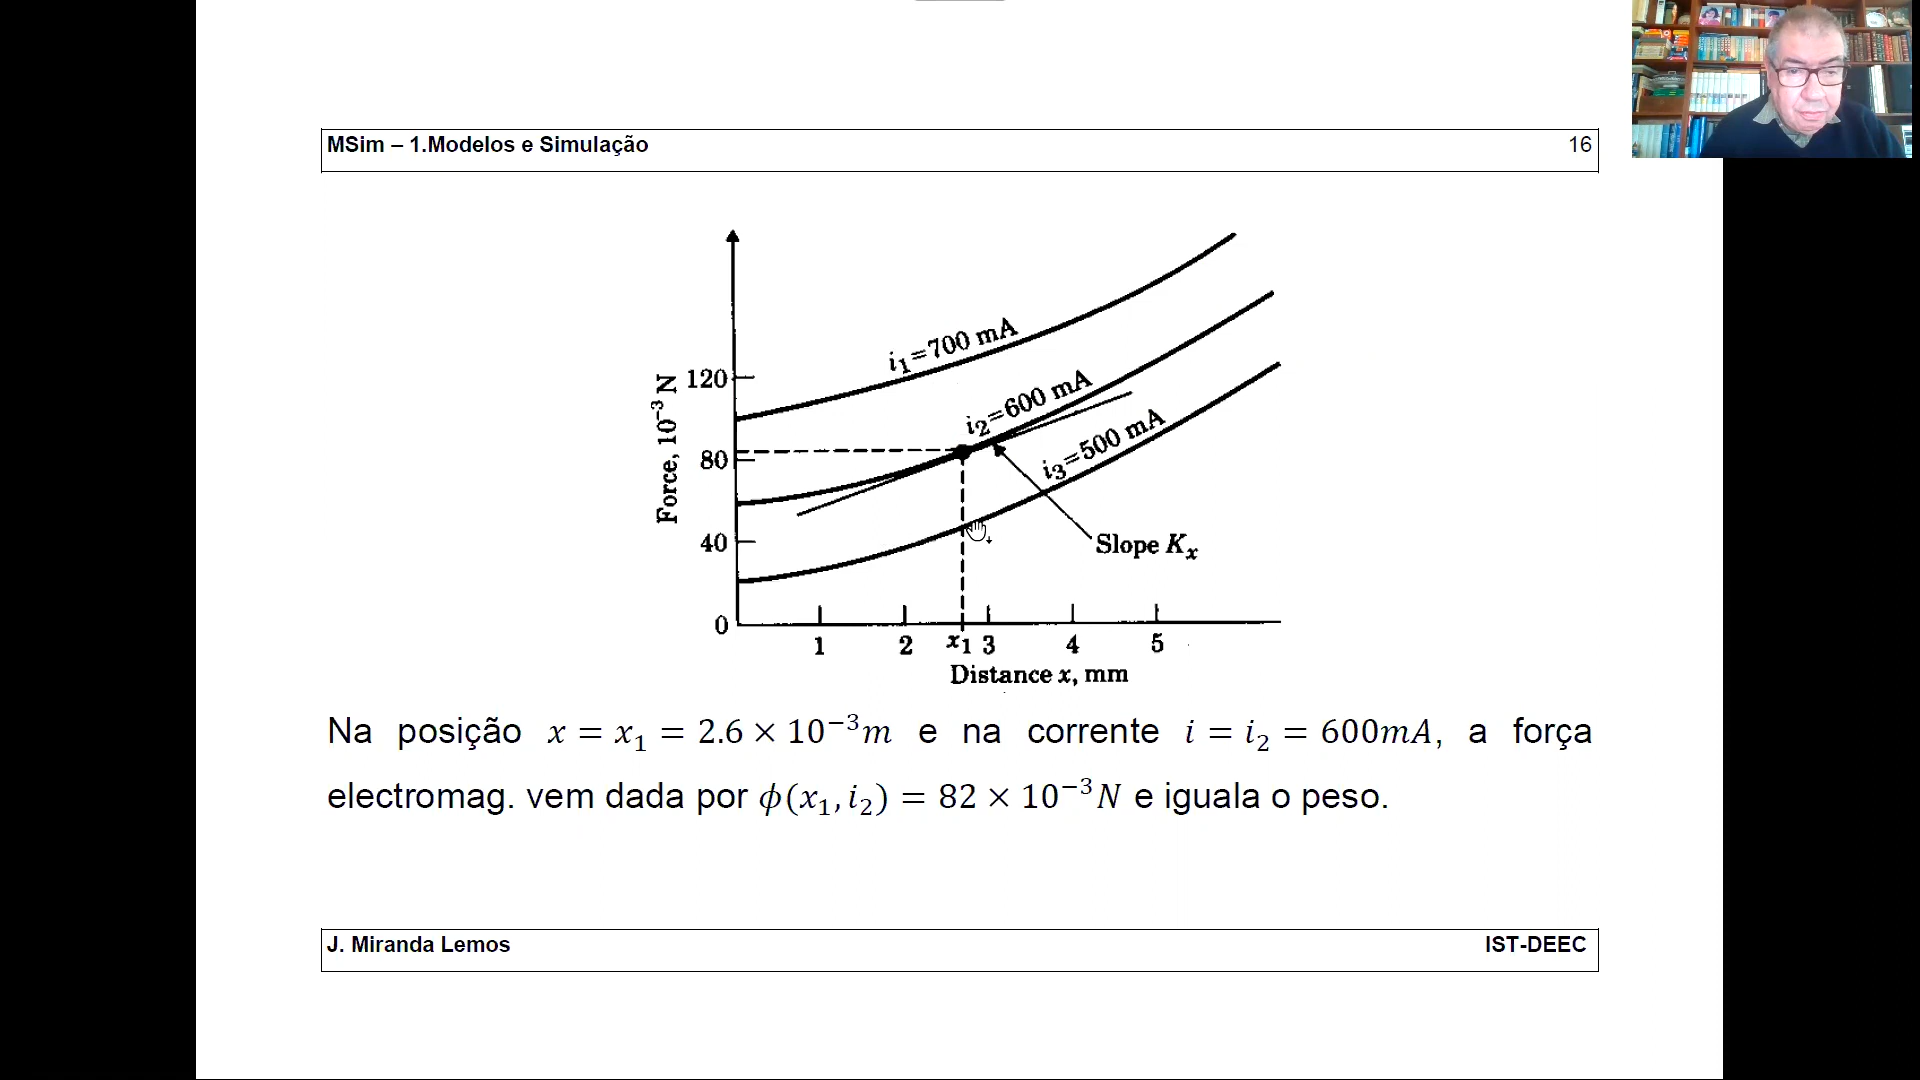 MSim – 1.Modelos e Simulação 16
i₁=700 mA
120
i₂=600 mA
Force, 10⁻³ N
80
i₃=500 mA
40
Slope Kₓ
0
1 2 x₁ 3 4 5
Distance x, mm
Na posição x = x₁ = 2.6 × 10⁻³m e na corrente i = i₂ = 600mA, a força
electromag. vem dada por ϕ(x₁, i₂) = 82 × 10⁻³N e iguala o peso.
J. Miranda Lemos IST-DEEC